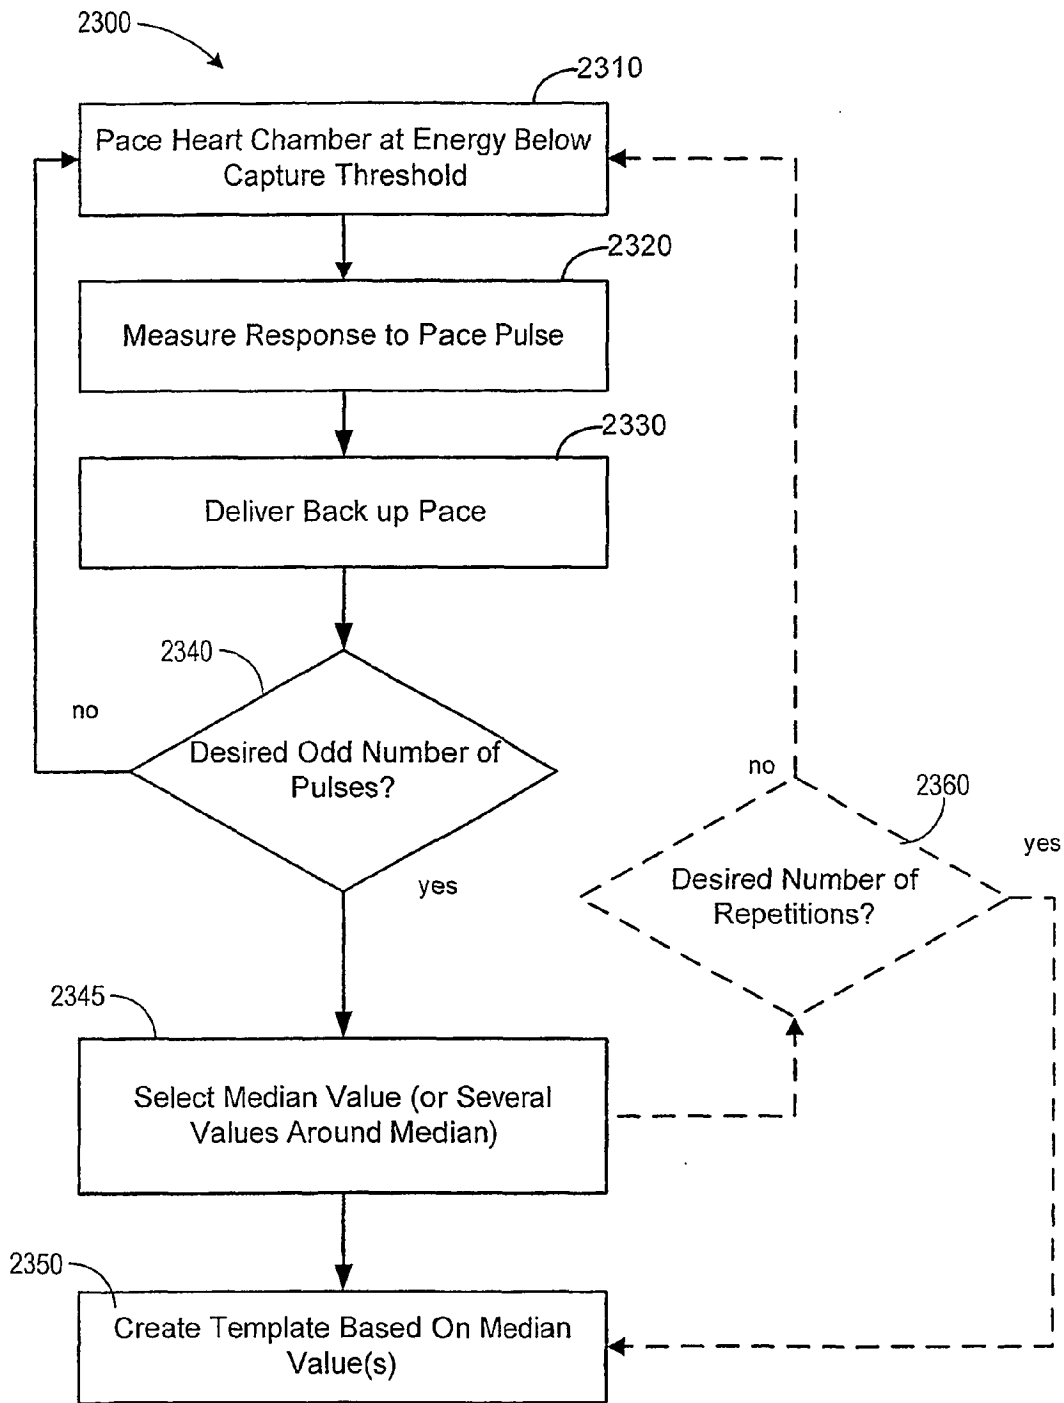 2300
2310
Pace Heart Chamber at Energy Below
Capture Threshold
2320
Measure Response to Pace Pulse
2330
Deliver Back up Pace
2340
no
Desired Odd Number of
Pulses?
yes
no
2360
yes
Desired Number of
Repetitions?
2345
Select Median Value (or Several
Values Around Median)
2350
Create Template Based On Median
Value(s)